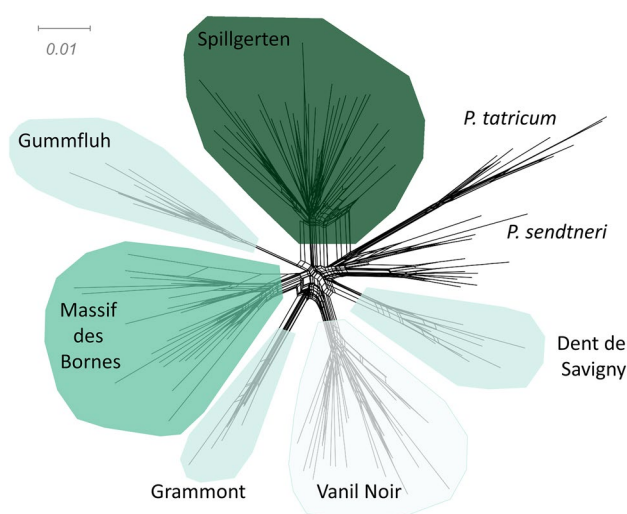 Spillgerten
0.01
P. tatricum
Gummfluh
P. sendtneri
Massif
des
Bornes
Dent de
Savigny
Grammont
Vanil Noir